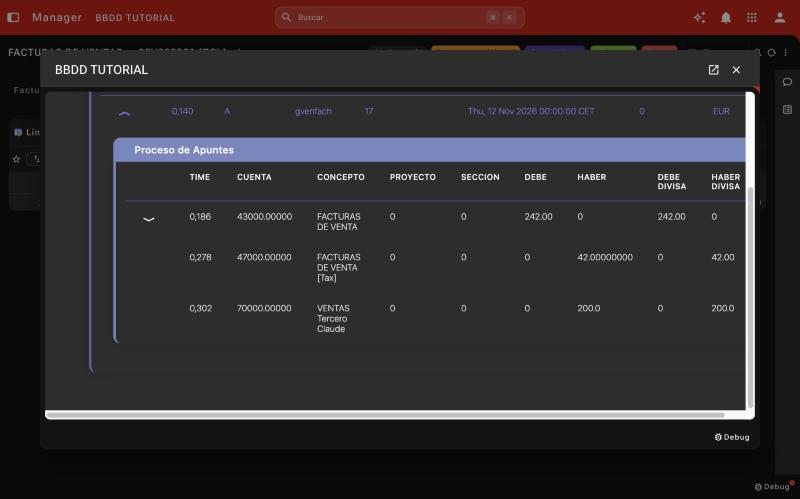 Manager BBDD TUTORIAL Buscar ⌘ K
FACTURAS DE VENTAS
BBDD TUTORIAL
Factu
Lín
0,140 A gvenfach 17 Thu, 12 Nov 2026 00:00:00 CET 0 EUR
Proceso de Apuntes
TIME CUENTA CONCEPTO PROYECTO SECCION DEBE HABER DEBE DIVISA HABER DIVISA
0,186 43000.00000 FACTURAS DE VENTA 0 0 242.00 0 242.00 0
0,278 47000.00000 FACTURAS DE VENTA [Tax] 0 0 0 42.00000000 0 42.00
0,302 70000.00000 VENTAS Tercero Claude 0 0 0 200.0 0 200.0
Debug
Debug